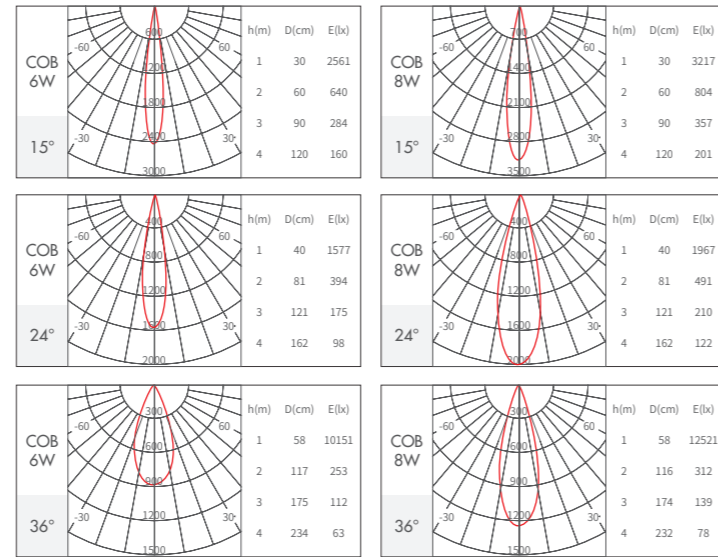 COB
6W
15°
-60
60
-30
30
600
1200
1800
2400
3000
h(m) D(cm) E(lx)
1 30 2561
2 60 640
3 90 284
4 120 160
COB
8W
15°
-60
60
-30
30
700
1400
2100
2800
3500
h(m) D(cm) E(lx)
1 30 3217
2 60 804
3 90 357
4 120 201
COB
6W
24°
-60
60
-30
30
400
800
1200
1600
2000
h(m) D(cm) E(lx)
1 40 1577
2 81 394
3 121 175
4 162 98
COB
8W
24°
-60
60
-30
30
400
800
1200
1600
2000
h(m) D(cm) E(lx)
1 40 1967
2 81 491
3 121 210
4 162 122
COB
6W
36°
-60
60
-30
30
300
600
900
1200
1500
h(m) D(cm) E(lx)
1 58 10151
2 117 253
3 175 112
4 234 63
COB
8W
36°
-60
60
-30
30
300
600
900
1200
1500
h(m) D(cm) E(lx)
1 58 12521
2 116 312
3 174 139
4 232 78